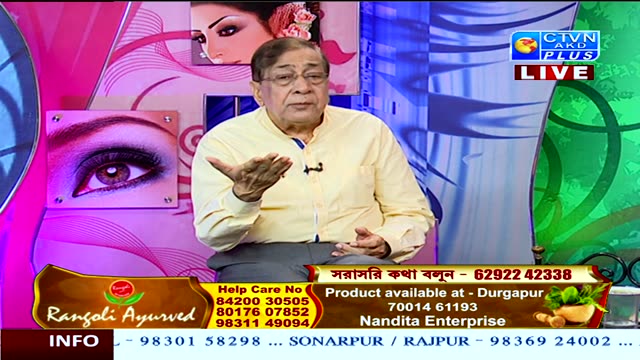 CTVN
AKD
PLUS
LIVE
সরাসরি কথা বলুন - 62922 42338
Rangoli
Rangoli Ayurved
Help Care No
84200 30505
80176 07852
98311 49094
Product available at - Durgapur
70014 61193
Nandita Enterprise
INFO
L - 98301 58298 ... SONARPUR / RAJPUR - 98369 24002 ...